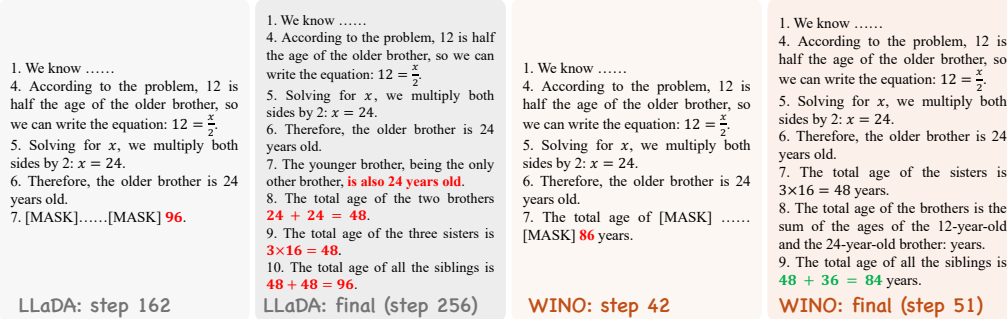 1. We know ……
4. According to the problem, 12 is
half the age of the older brother, so
we can write the equation: 12 = x/2.
5. Solving for x, we multiply both
sides by 2: x = 24.
6. Therefore, the older brother is 24
years old.
7. [MASK]……[MASK] 96.
LLaDA: step 162
1. We know ……
4. According to the problem, 12 is half
the age of the older brother, so we can
write the equation: 12 = x/2.
5. Solving for x, we multiply both
sides by 2: x = 24.
6. Therefore, the older brother is 24
years old.
7. The younger brother, being the only
other brother, is also 24 years old.
8. The total age of the two brothers
24 + 24 = 48.
9. The total age of the three sisters is
3×16 = 48.
10. The total age of all the siblings is
48 + 48 = 96.
LLaDA: final (step 256)
1. We know ……
4. According to the problem, 12 is
half the age of the older brother, so
we can write the equation: 12 = x/2.
5. Solving for x, we multiply both
sides by 2: x = 24.
6. Therefore, the older brother is 24
years old.
7. The total age of [MASK] ……
[MASK] 86 years.
WINO: step 42
1. We know ……
4. According to the problem, 12 is
half the age of the older brother, so
we can write the equation: 12 = x/2.
5. Solving for x, we multiply both
sides by 2: x = 24.
6. Therefore, the older brother is 24
years old.
7. The total age of the sisters is
3×16 = 48 years.
8. The total age of the brothers is the
sum of the ages of the 12-year-old
and the 24-year-old brother: years.
9. The total age of all the siblings is
48 + 36 = 84 years.
WINO: final (step 51)